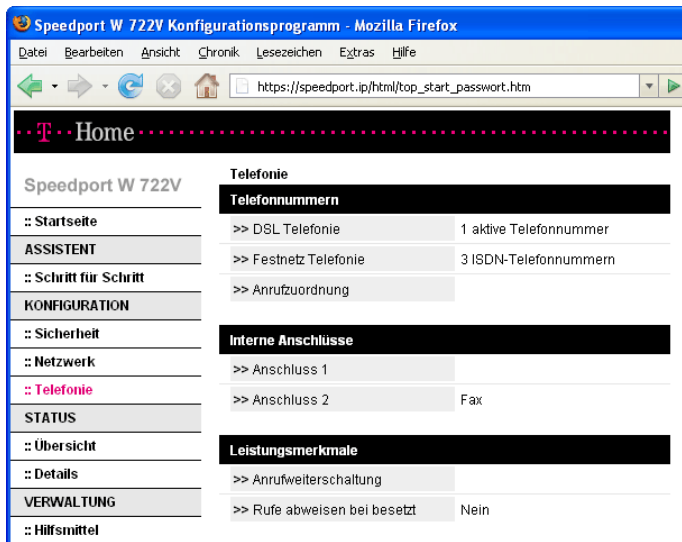 Speedport W 722V Konfigurationsprogramm - Mozilla Firefox
Datei Bearbeiten Ansicht Chronik Lesezeichen Extras Hilfe
https://speedport.ip/html/top_start_passwort.htm
T Home
Speedport W 722V
:: Startseite
ASSISTENT
:: Schritt für Schritt
KONFIGURATION
:: Sicherheit
:: Netzwerk
:: Telefonie
STATUS
:: Übersicht
:: Details
VERWALTUNG
:: Hilfsmittel
Telefonie
Telefonnummern
>> DSL Telefonie 1 aktive Telefonnummer
>> Festnetz Telefonie 3 ISDN-Telefonnummern
>> Anrufzuordnung
Interne Anschlüsse
>> Anschluss 1
>> Anschluss 2 Fax
Leistungsmerkmale
>> Anrufweiterschaltung
>> Rufe abweisen bei besetzt Nein